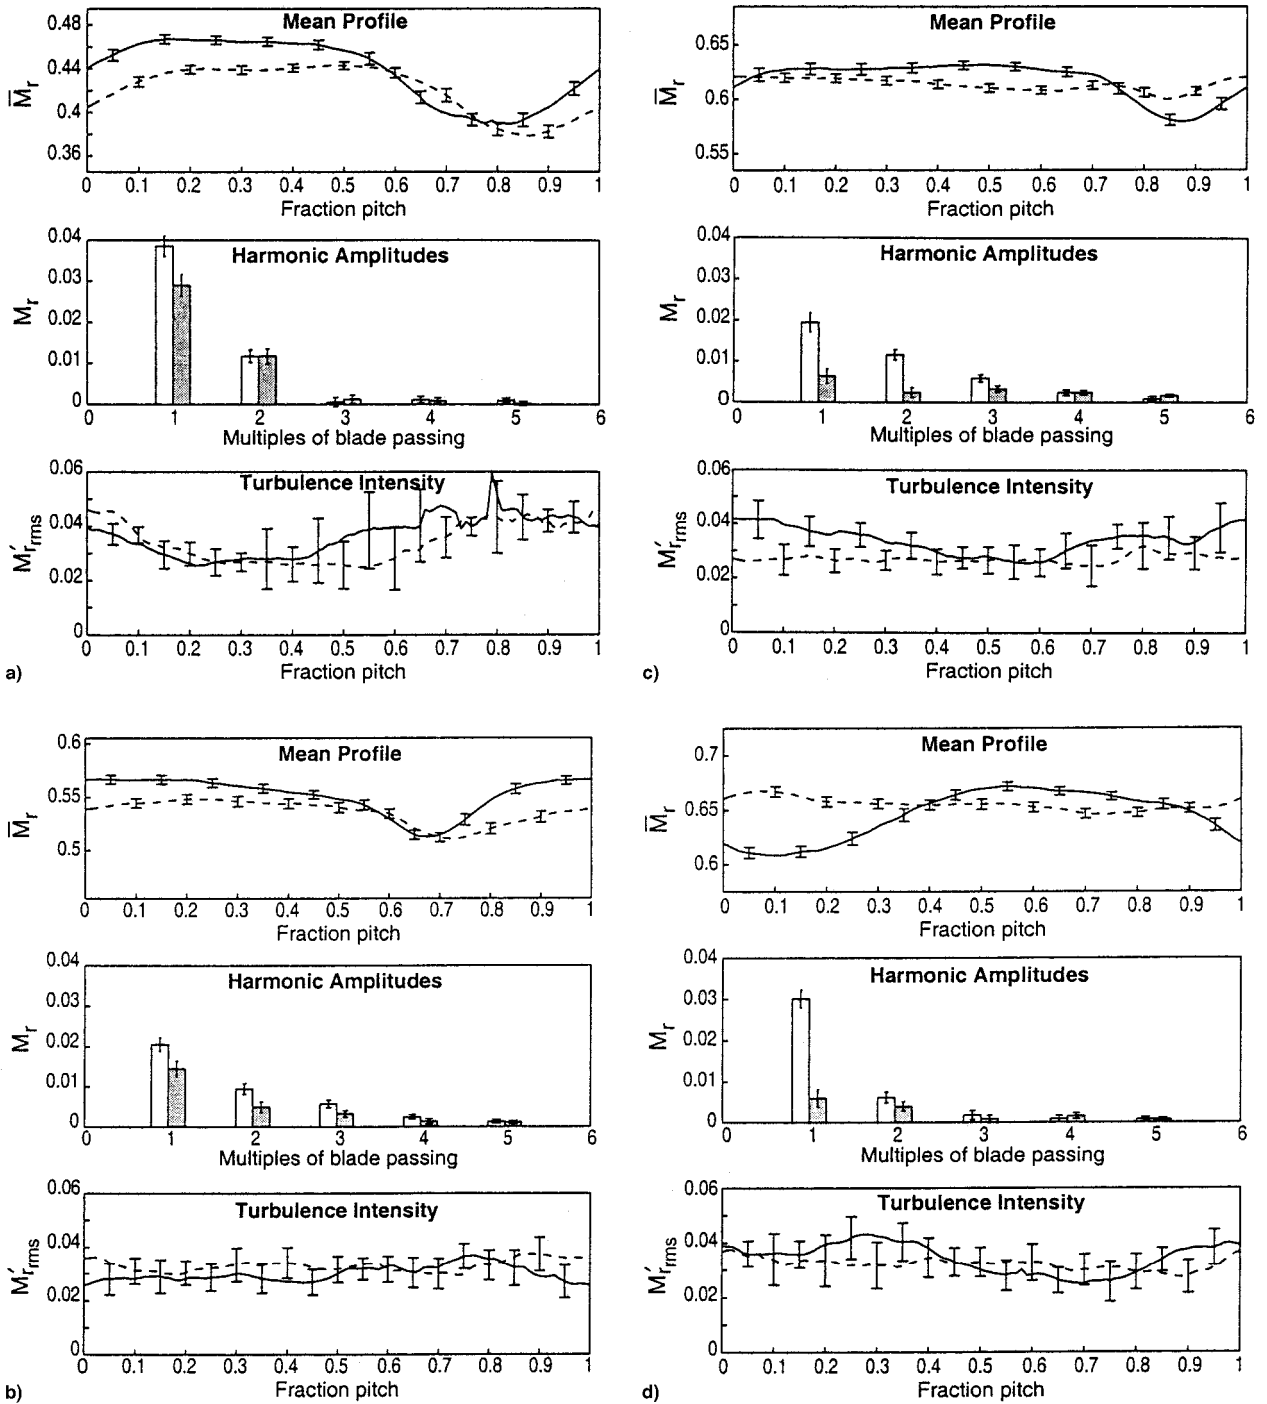 Mean Profile
0.48
0.44
0.4
0.36
M̅r
0 0.1 0.2 0.3 0.4 0.5 0.6 0.7 0.8 0.9 1
Fraction pitch
Harmonic Amplitudes
0.04
0.03
0.02
0.01
0
Mr
0 1 2 3 4 5 6
Multiples of blade passing
Turbulence Intensity
0.06
0.04
0.02
0
M′rrms
0 0.1 0.2 0.3 0.4 0.5 0.6 0.7 0.8 0.9 1
Fraction pitch
a)
Mean Profile
0.65
0.6
0.55
M̅r
0 0.1 0.2 0.3 0.4 0.5 0.6 0.7 0.8 0.9 1
Fraction pitch
Harmonic Amplitudes
0.04
0.03
0.02
0.01
0
Mr
0 1 2 3 4 5 6
Multiples of blade passing
Turbulence Intensity
0.06
0.04
0.02
0
M′rrms
0 0.1 0.2 0.3 0.4 0.5 0.6 0.7 0.8 0.9 1
Fraction pitch
c)
Mean Profile
0.6
0.55
0.5
M̅r
0 0.1 0.2 0.3 0.4 0.5 0.6 0.7 0.8 0.9 1
Fraction pitch
Harmonic Amplitudes
0.04
0.03
0.02
0.01
0
Mr
0 1 2 3 4 5 6
Multiples of blade passing
Turbulence Intensity
0.06
0.04
0.02
0
M′rrms
0 0.1 0.2 0.3 0.4 0.5 0.6 0.7 0.8 0.9 1
Fraction pitch
b)
Mean Profile
0.7
0.65
0.6
M̅r
0 0.1 0.2 0.3 0.4 0.5 0.6 0.7 0.8 0.9 1
Fraction pitch
Harmonic Amplitudes
0.04
0.03
0.02
0.01
0
Mr
0 1 2 3 4 5 6
Multiples of blade passing
Turbulence Intensity
0.06
0.04
0.02
0
M′rrms
0 0.1 0.2 0.3 0.4 0.5 0.6 0.7 0.8 0.9 1
Fraction pitch
d)